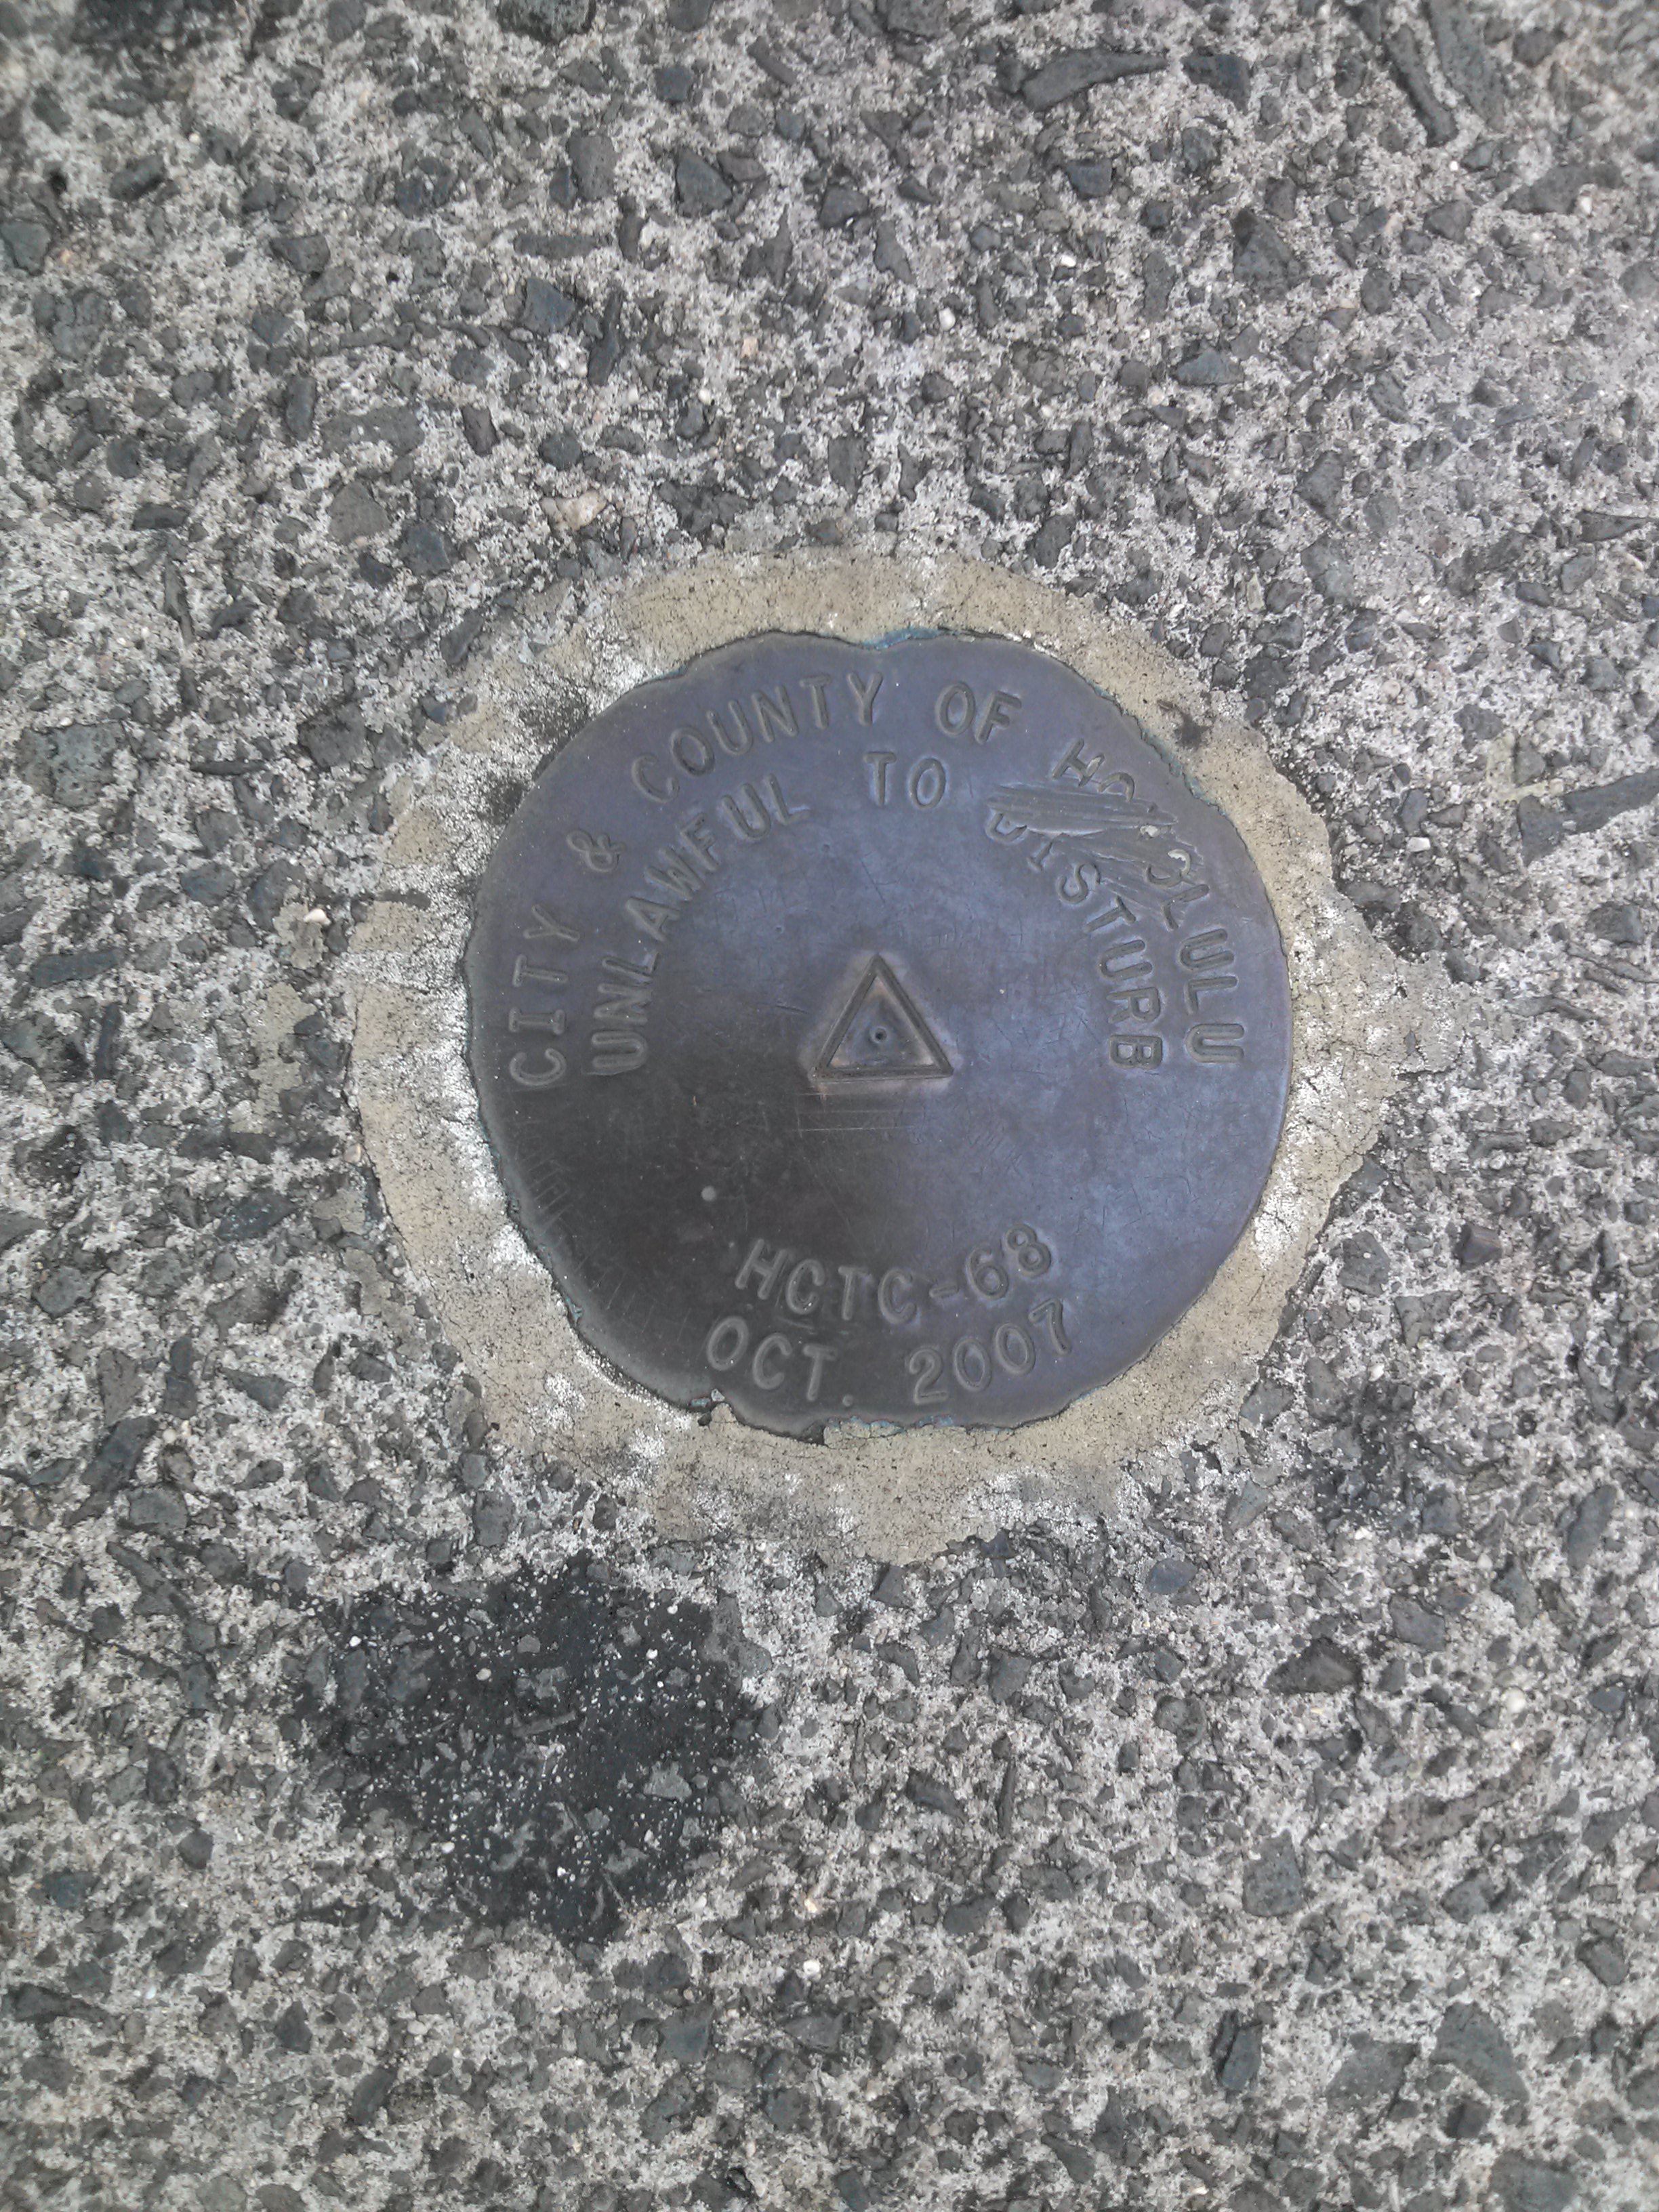 CITY & COUNTY OF HONOLULU
UNLAWFUL TO DISTURB
HCTC-68
OCT. 2007